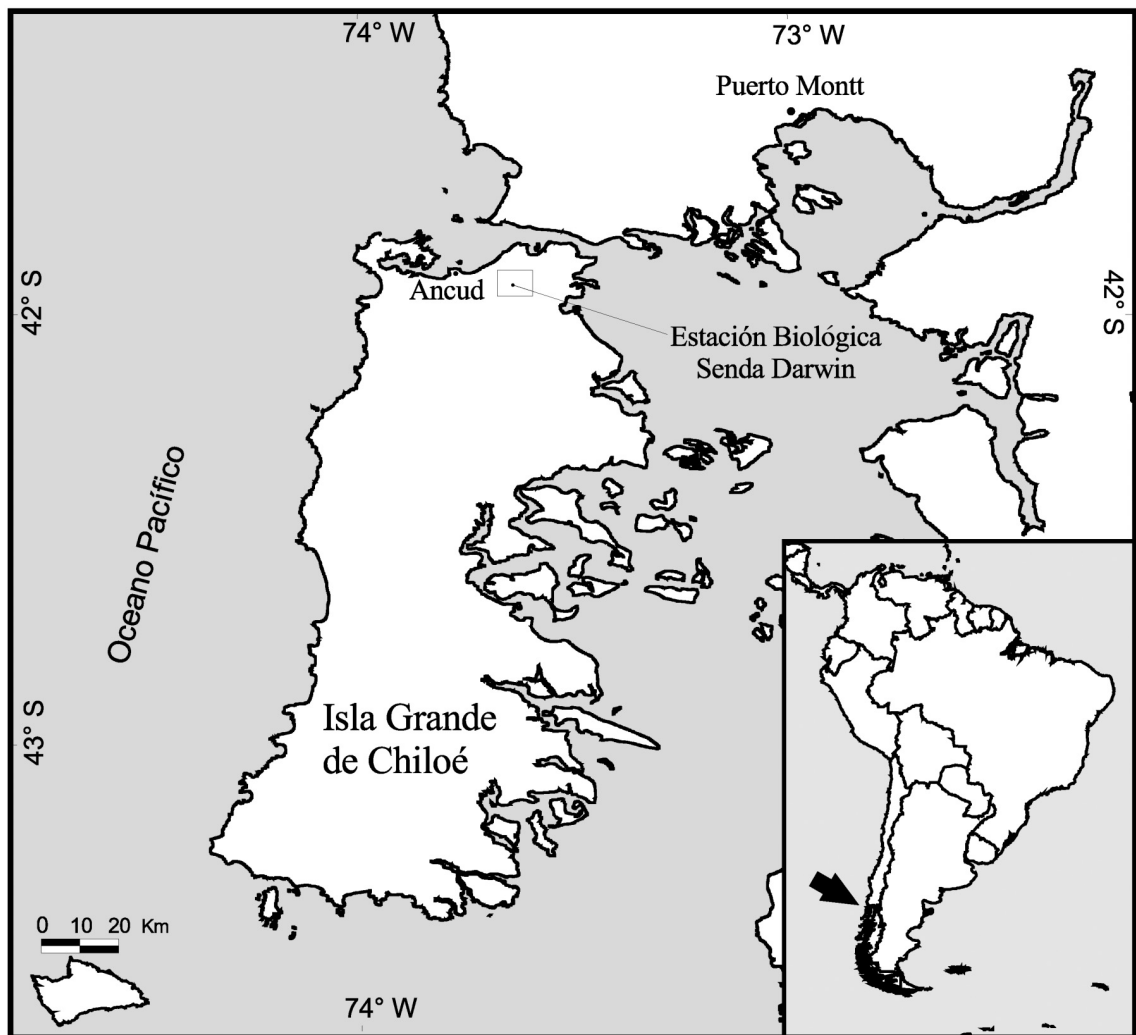 74° W
73° W
Puerto Montt
42° S
42° S
Ancud
Estación Biológica
Senda Darwin
Oceano Pacífico
43° S
Isla Grande
de Chiloé
0 10 20 Km
74° W